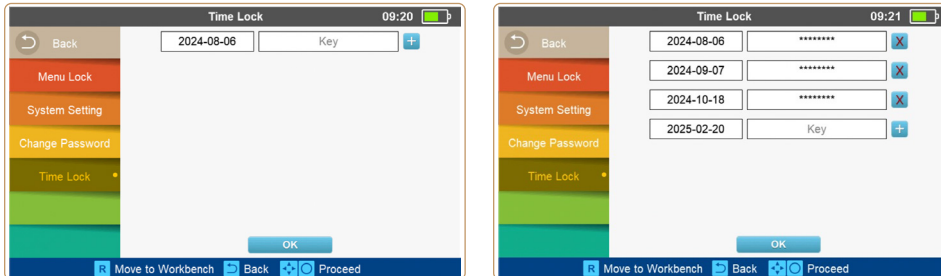 Time Lock 09:20
Back
2024-08-06 Key +
Menu Lock
System Setting
Change Password
Time Lock
OK
R Move to Workbench Back Proceed
Time Lock 09:21
Back
2024-08-06 ******** X
Menu Lock
2024-09-07 ******** X
System Setting
2024-10-18 ******** X
2025-02-20 Key +
Change Password
Time Lock
OK
R Move to Workbench Back Proceed